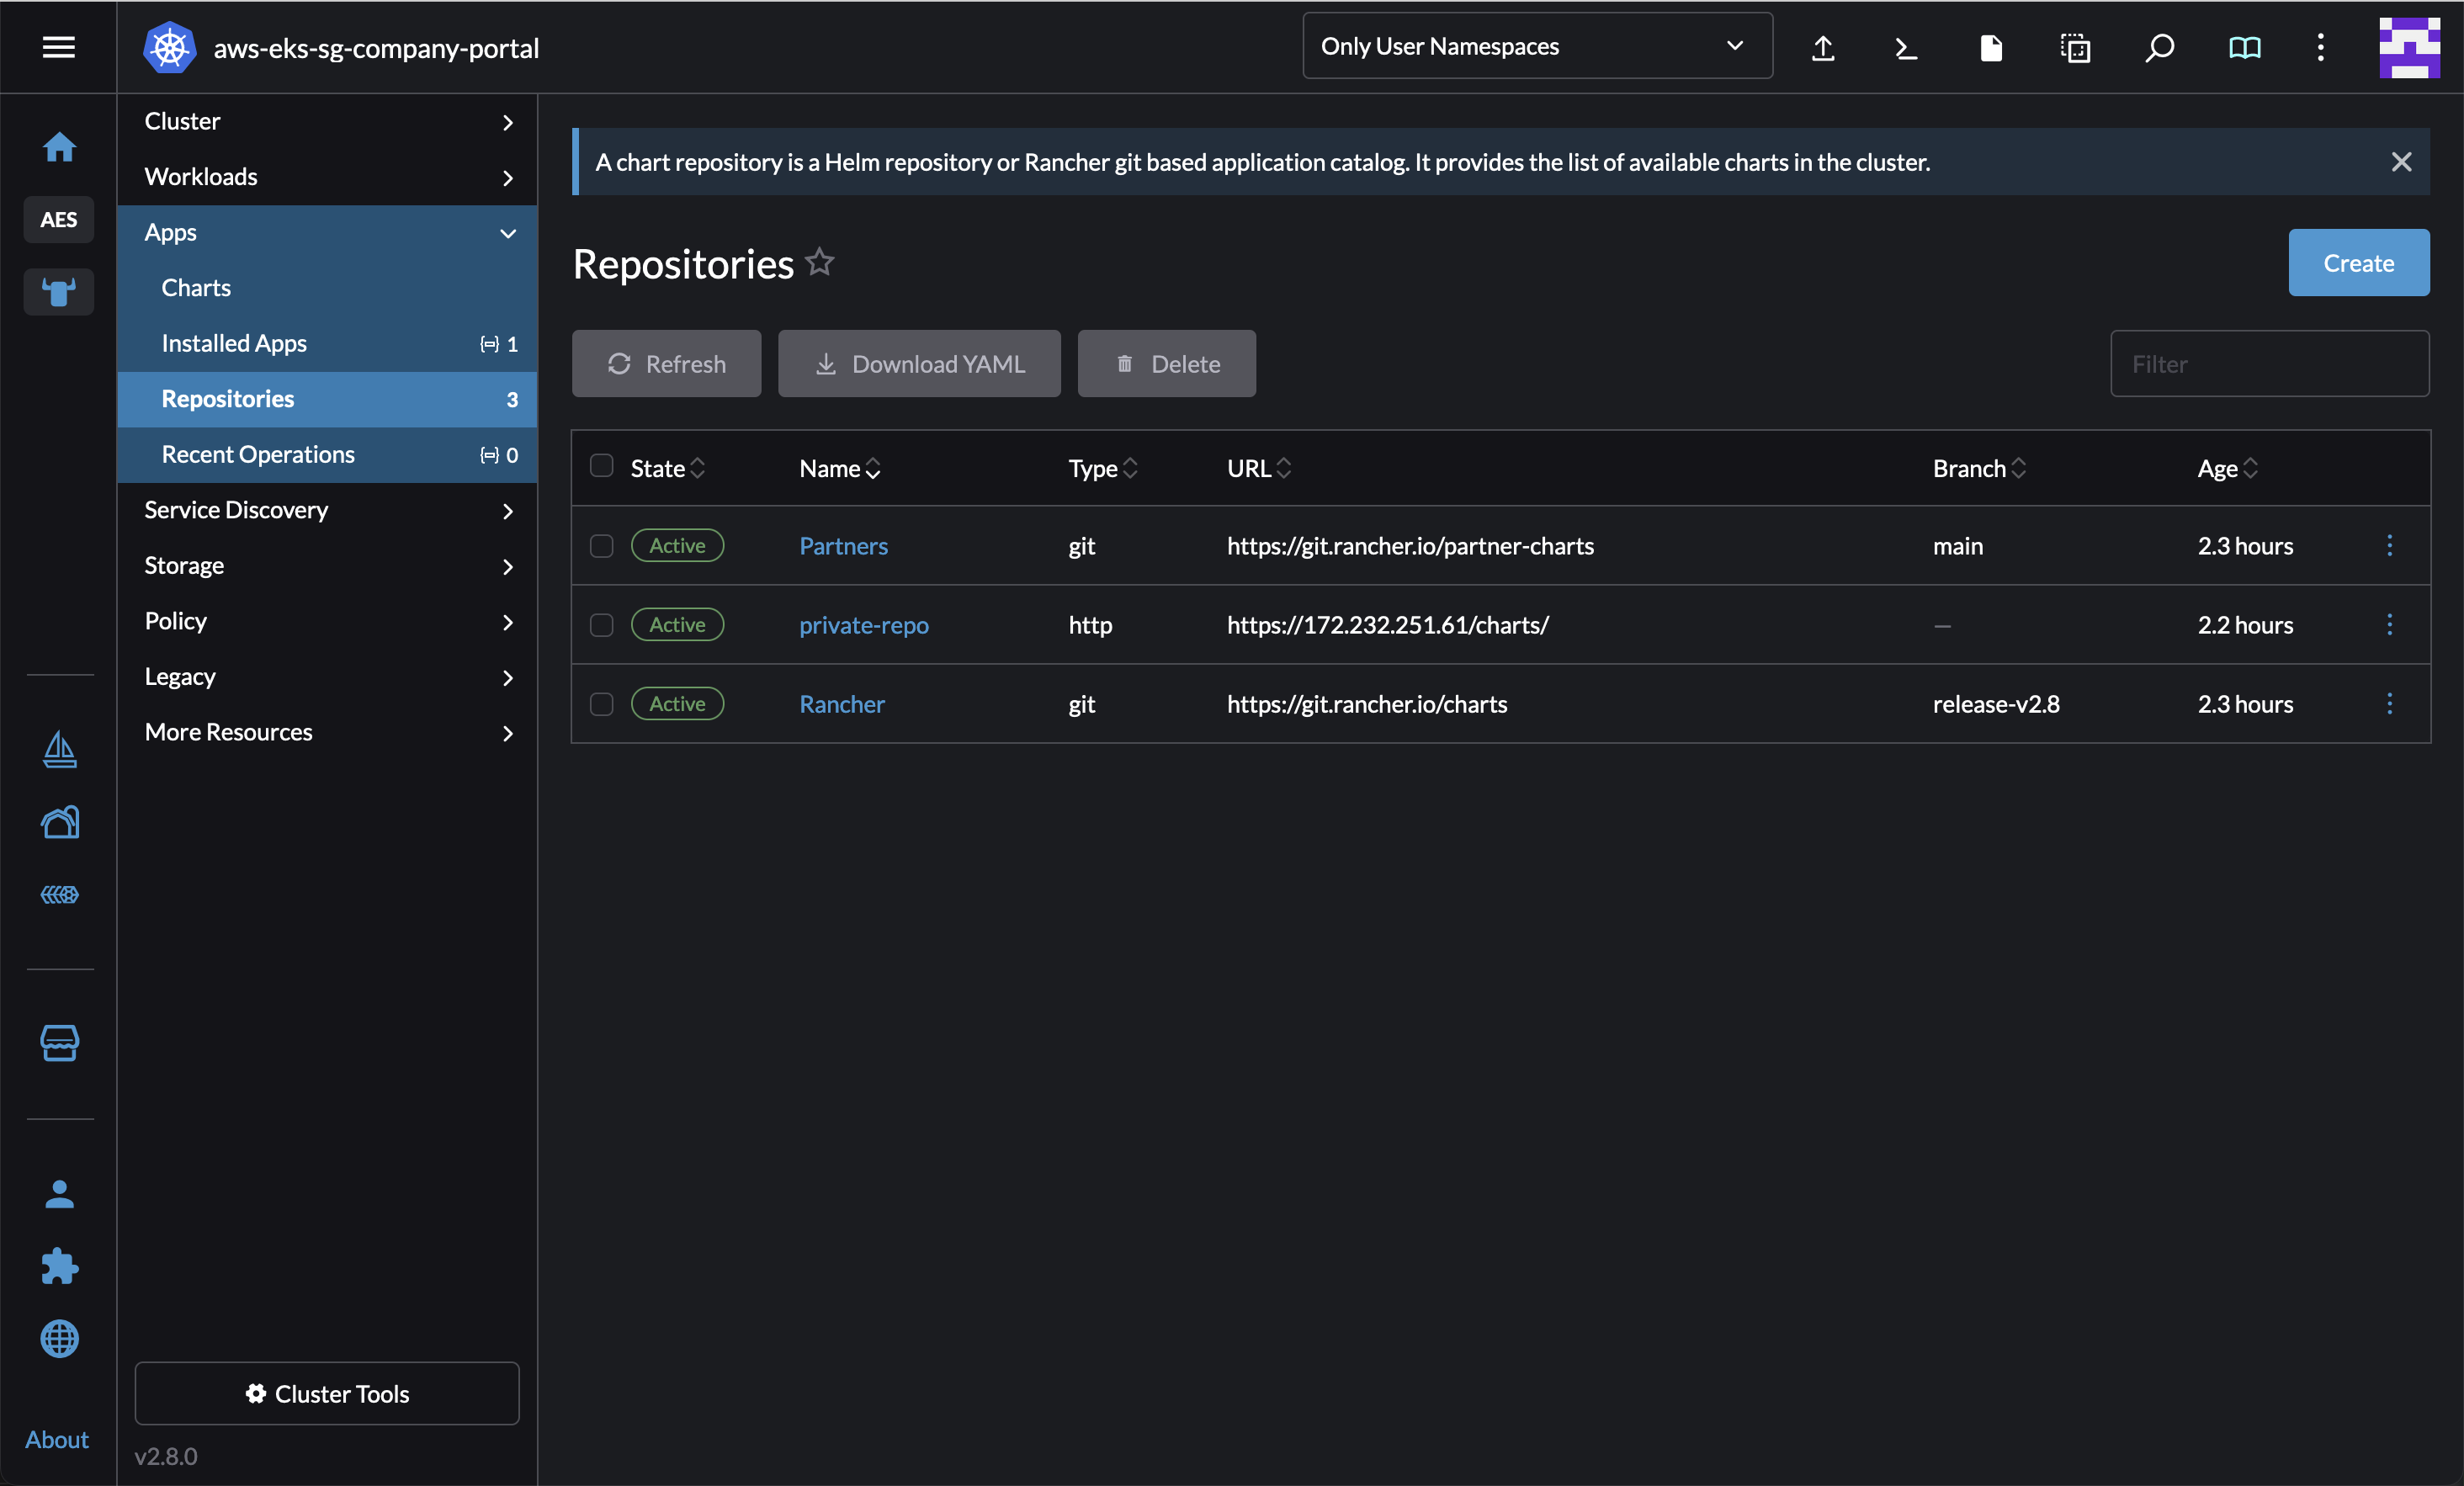 aws-eks-sg-company-portal
Only User Namespaces
AES
About
Cluster
Workloads
Apps
Charts
Installed Apps 1
Repositories 3
Recent Operations 0
Service Discovery
Storage
Policy
Legacy
More Resources
Cluster Tools
v2.8.0
A chart repository is a Helm repository or Rancher git based application catalog. It provides the list of available charts in the cluster.
Repositories
Create
Refresh Download YAML Delete
Filter
State Name Type URL Branch Age
Active Partners git https://git.rancher.io/partner-charts main 2.3 hours
Active private-repo http https://172.232.251.61/charts/ — 2.2 hours
Active Rancher git https://git.rancher.io/charts release-v2.8 2.3 hours